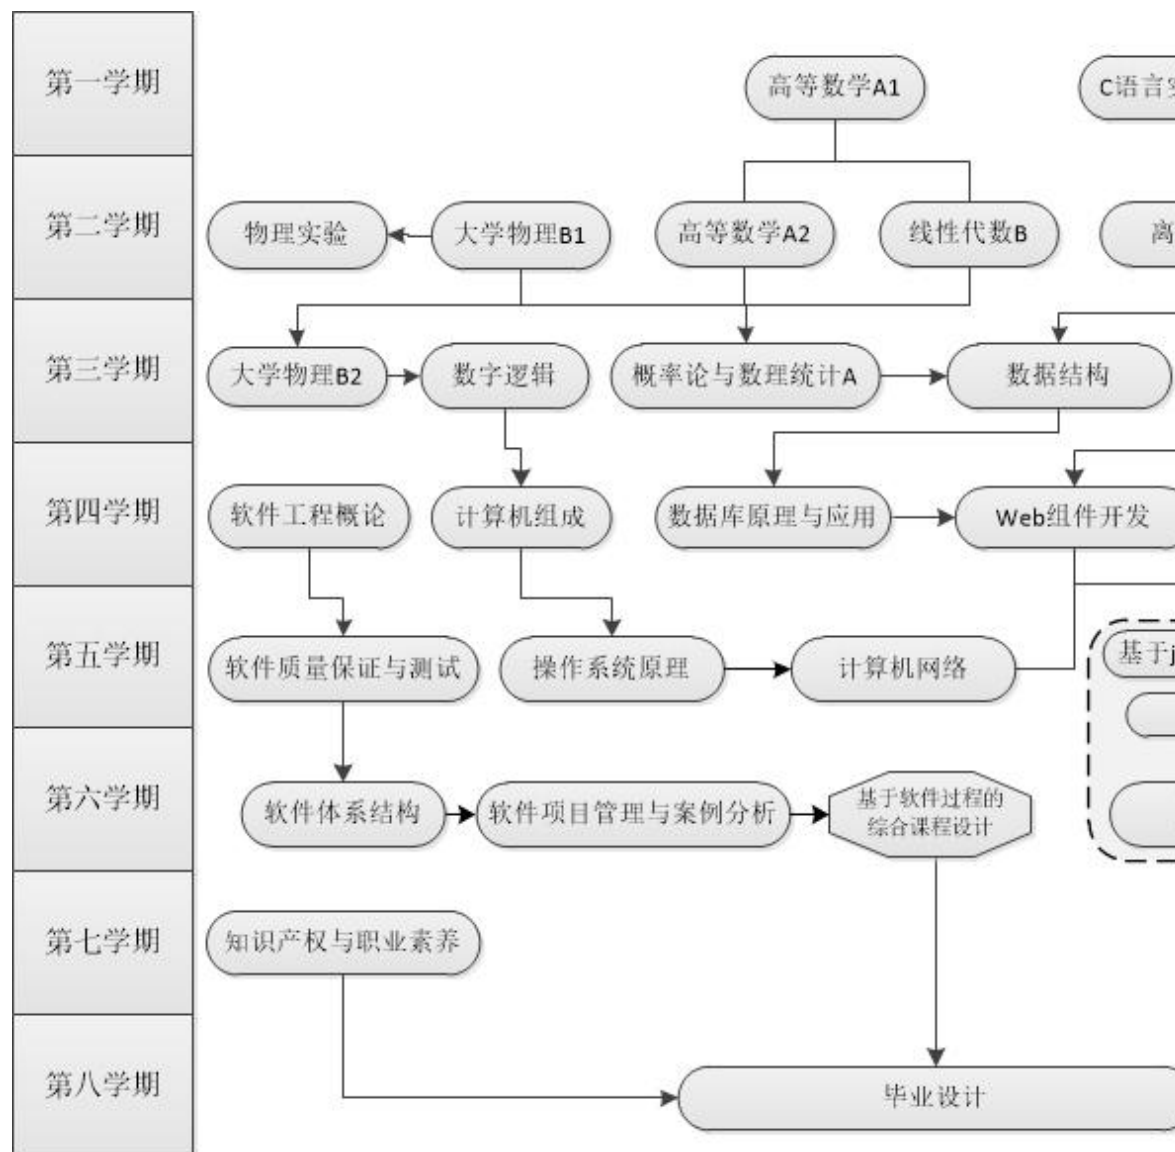 第一学期
高等数学A1
C语言
第二学期
物理实验
大学物理B1
高等数学A2
线性代数B
离
第三学期
大学物理B2
数字逻辑
概率论与数理统计A
数据结构
第四学期
软件工程概论
计算机组成
数据库原理与应用
Web组件开发
第五学期
软件质量保证与测试
操作系统原理
计算机网络
基于j
第六学期
软件体系结构
软件项目管理与案例分析
基于软件过程的
综合课程设计
第七学期
知识产权与职业素养
第八学期
毕业设计